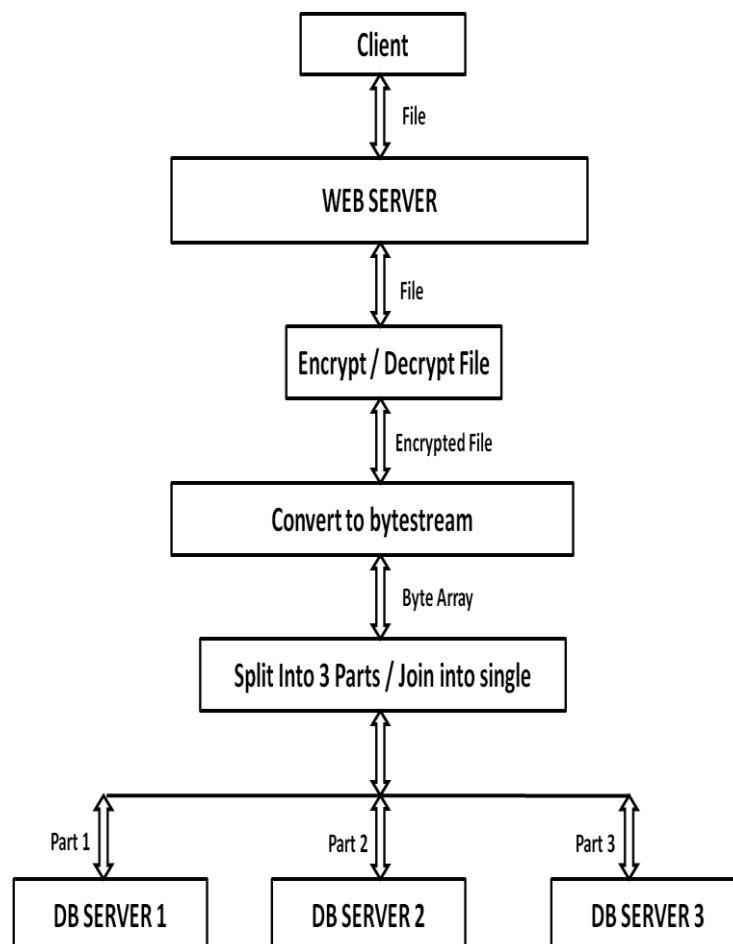 Client
File
WEB SERVER
File
Encrypt / Decrypt File
Encrypted File
Convert to bytestream
Byte Array
Split Into 3 Parts / Join into single
Part 1
Part 2
Part 3
DB SERVER 1
DB SERVER 2
DB SERVER 3